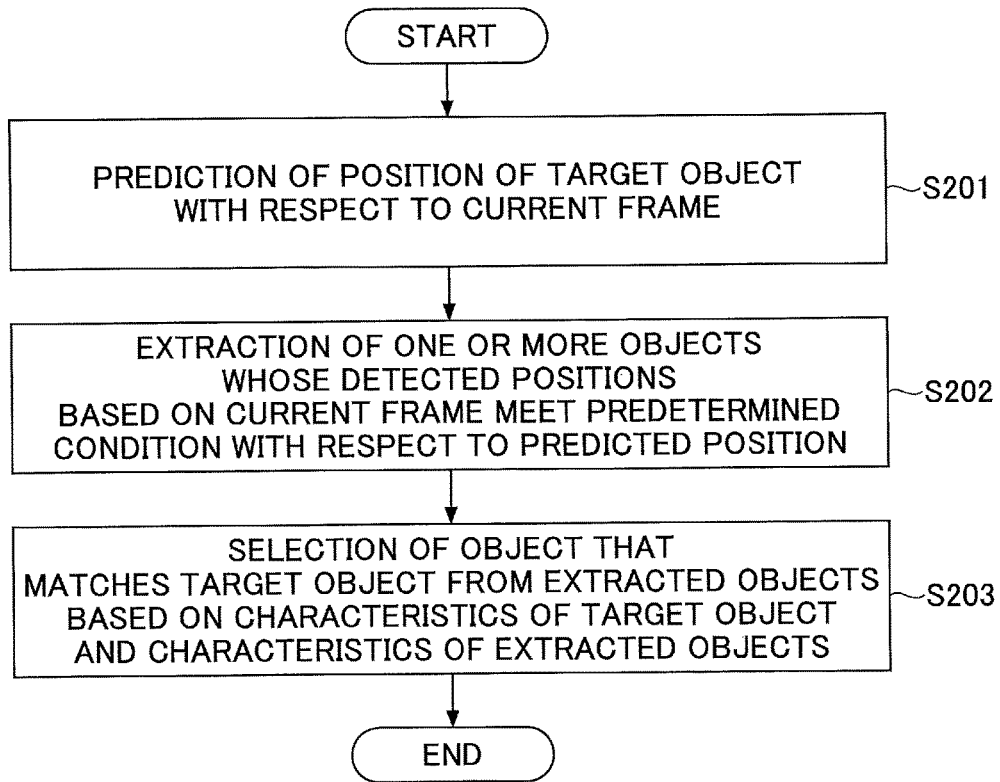 START
PREDICTION OF POSITION OF TARGET OBJECT
WITH RESPECT TO CURRENT FRAME
S201
EXTRACTION OF ONE OR MORE OBJECTS
WHOSE DETECTED POSITIONS
BASED ON CURRENT FRAME MEET PREDETERMINED
CONDITION WITH RESPECT TO PREDICTED POSITION
S202
SELECTION OF OBJECT THAT
MATCHES TARGET OBJECT FROM EXTRACTED OBJECTS
BASED ON CHARACTERISTICS OF TARGET OBJECT
AND CHARACTERISTICS OF EXTRACTED OBJECTS
S203
END